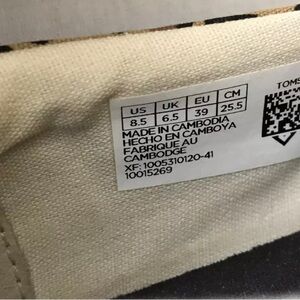 TOMS
US UK EU CM
8.5 6.5 39 25.5
MADE IN CAMBODIA
HECHO EN CAMBOYA
FABRIQUE AU
CAMBODGE
XF: 1005310120-41
10015269